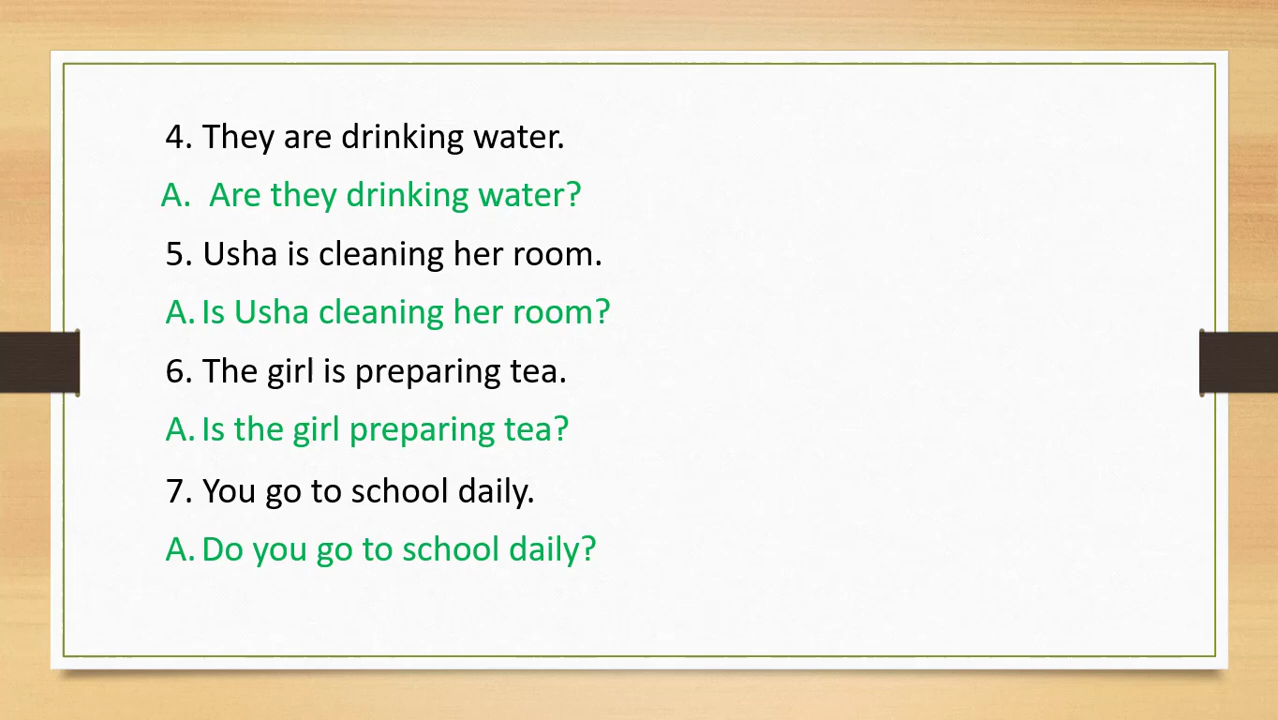 4. They are drinking water.
A. Are they drinking water?
5. Usha is cleaning her room.
A. Is Usha cleaning her room?
6. The girl is preparing tea.
A. Is the girl preparing tea?
7. You go to school daily.
A. Do you go to school daily?